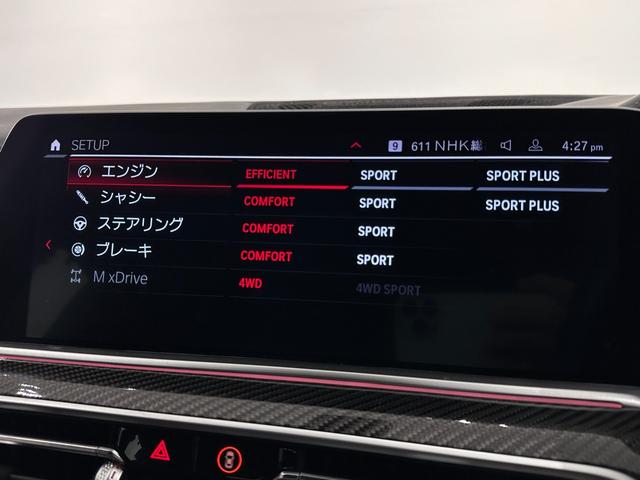 SETUP 9 611 NHK総 4:27 pm
エンジン EFFICIENT SPORT SPORT PLUS
シャシー COMFORT SPORT SPORT PLUS
ステアリング COMFORT SPORT
ブレーキ COMFORT SPORT
M xDrive 4WD 4WD SPORT